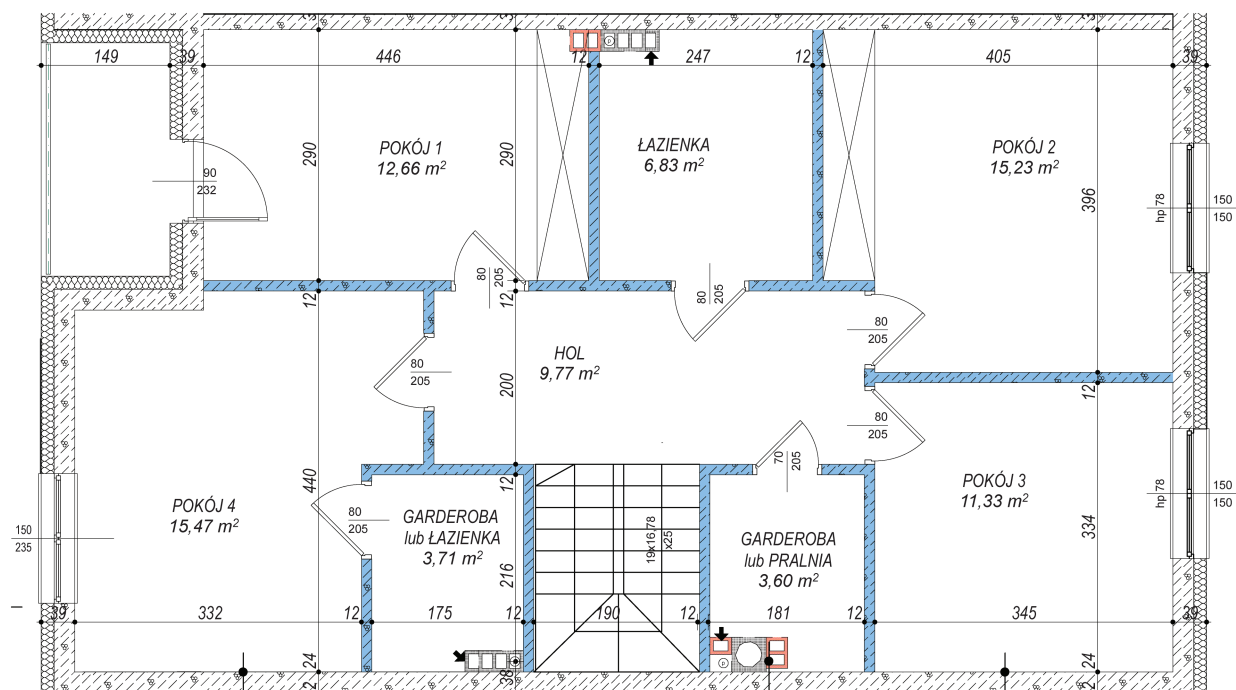 149
39
446
12
247
12
405
39
290
POKÓJ 1
12,66 m²
290
ŁAZIENKA
6,83 m²
POKÓJ 2
15,23 m²
396
90
232
hp 78
150
150
80
205
80
205
12
12
80
205
HOL
9,77 m²
200
80
205
12
80
205
70
205
POKÓJ 4
15,47 m²
440
12
80
205
GARDEROBA
lub ŁAZIENKA
3,71 m²
216
19x16,78
x25
GARDEROBA
lub PRALNIA
3,60 m²
POKÓJ 3
11,33 m²
334
hp 78
150
150
150
235
39
332
12
175
12
190
12
181
12
345
39
24
38
24
P
P
P